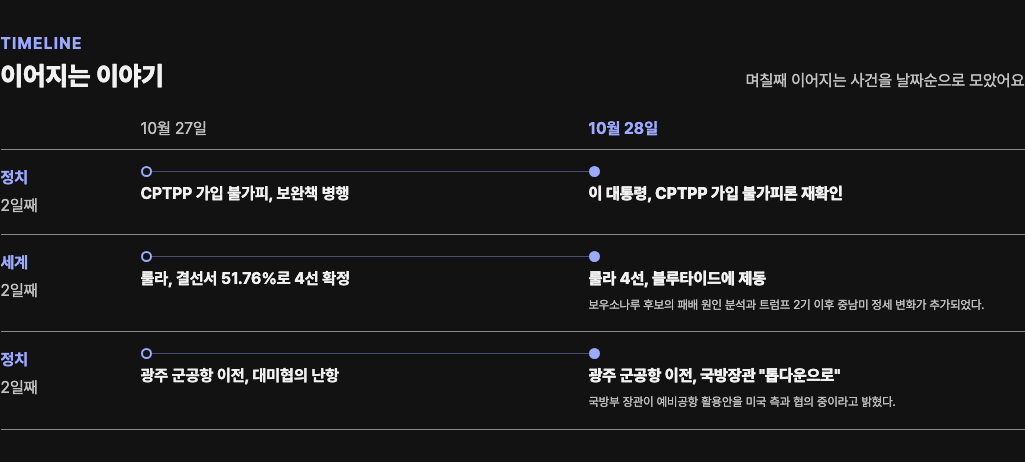 TIMELINE
이어지는 이야기
며칠째 이어지는 사건을 날짜순으로 모았어요
10월 27일
10월 28일
정치
2일째
CPTPP 가입 불가피, 보완책 병행
이 대통령, CPTPP 가입 불가피론 재확인
세계
2일째
룰라, 결선서 51.76%로 4선 확정
룰라 4선, 블루타이드에 제동
보우소나루 후보의 패배 원인 분석과 트럼프 2기 이후 중남미 정세 변화가 추가되었다.
정치
2일째
광주 군공항 이전, 대미협의 난항
광주 군공항 이전, 국방장관 "톱다운으로"
국방부 장관이 예비공항 활용안을 미국 측과 협의 중이라고 밝혔다.